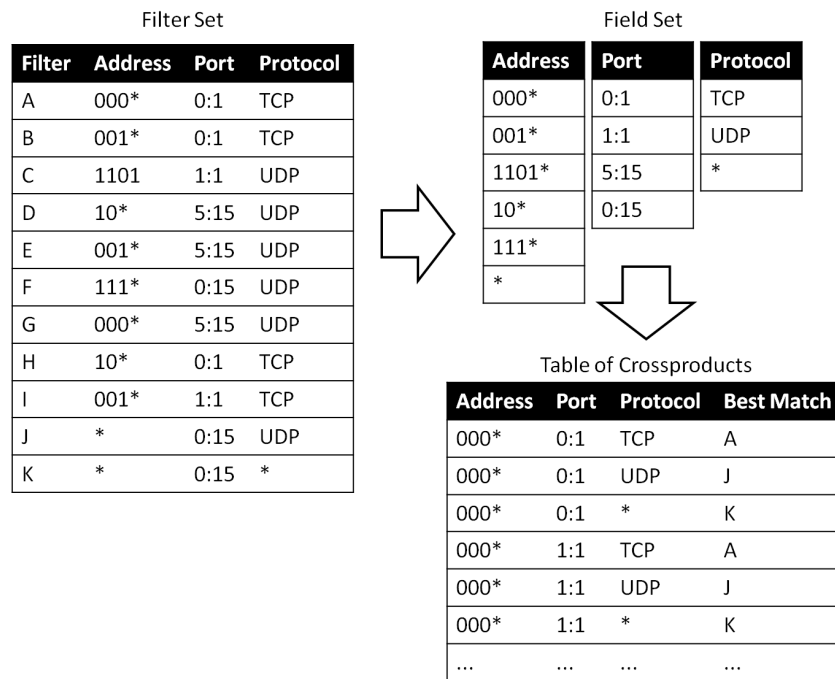 Filter Set
Filter Address Port Protocol
A 000* 0:1 TCP
B 001* 0:1 TCP
C 1101 1:1 UDP
D 10* 5:15 UDP
E 001* 5:15 UDP
F 111* 0:15 UDP
G 000* 5:15 UDP
H 10* 0:1 TCP
I 001* 1:1 TCP
J * 0:15 UDP
K * 0:15 *
Field Set
Address Port Protocol
000* 0:1 TCP
001* 1:1 UDP
1101* 5:15 *
10* 0:15
111*
*
Table of Crossproducts
Address Port Protocol Best Match
000* 0:1 TCP A
000* 0:1 UDP J
000* 0:1 * K
000* 1:1 TCP A
000* 1:1 UDP J
000* 1:1 * K
... ... ... ...